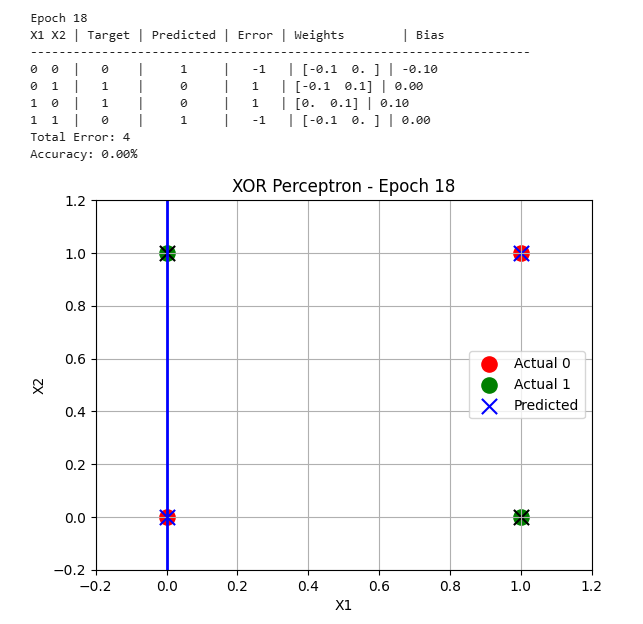 Epoch 18
X1 X2 | Target | Predicted | Error | Weights        | Bias
----------------------------------------------------------------------
0  0  |   0    |     1     |   -1   | [-0.1  0. ] | -0.10
0  1  |   1    |     0     |   1   | [-0.1  0.1] | 0.00
1  0  |   1    |     0     |   1   | [0.  0.1] | 0.10
1  1  |   0    |     1     |   -1   | [-0.1  0. ] | 0.00
Total Error: 4
Accuracy: 0.00%
XOR Perceptron - Epoch 18
1.2
1.0
0.8
0.6
0.4
0.2
0.0
−0.2
X2
Actual 0
Actual 1
Predicted
−0.2 0.0 0.2 0.4 0.6 0.8 1.0 1.2
X1